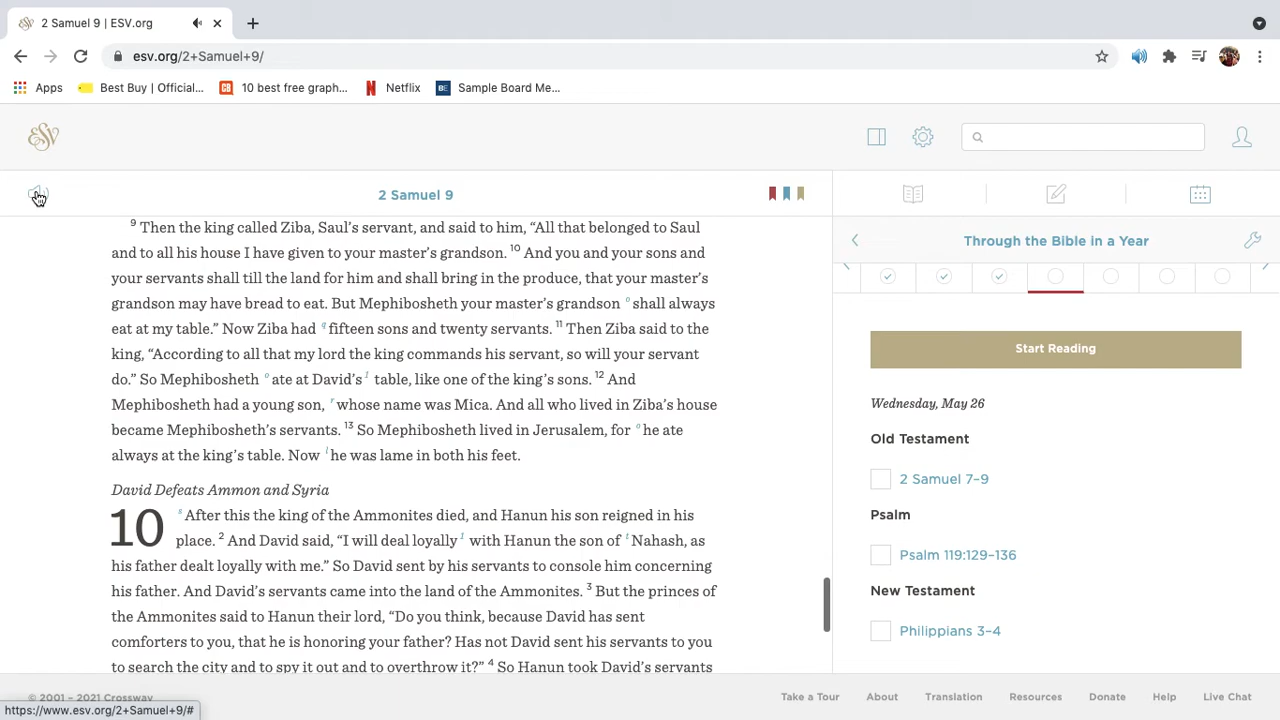 2 Samuel 9 | ESV.org
esv.org/2+Samuel+9/
Apps
Best Buy | Official...
CB
10 best free graph...
Netflix
BE
Sample Board Me...
ESV
2 Samuel 9
9 Then the king called Ziba, Saul’s servant, and said to him, “All that belonged to Saul
and to all his house I have given to your master’s grandson. 10 And you and your sons and
your servants shall till the land for him and shall bring in the produce, that your master’s
grandson may have bread to eat. But Mephibosheth your master’s grandson o shall always
eat at my table.” Now Ziba had q fifteen sons and twenty servants. 11 Then Ziba said to the
king, “According to all that my lord the king commands his servant, so will your servant
do.” So Mephibosheth o ate at David’s 1 table, like one of the king’s sons. 12 And
Mephibosheth had a young son, r whose name was Mica. And all who lived in Ziba’s house
became Mephibosheth’s servants. 13 So Mephibosheth lived in Jerusalem, for o he ate
always at the king’s table. Now l he was lame in both his feet.
David Defeats Ammon and Syria
10 s After this the king of the Ammonites died, and Hanun his son reigned in his
place. 2 And David said, “I will deal loyally 1 with Hanun the son of t Nahash, as
his father dealt loyally with me.” So David sent by his servants to console him concerning
his father. And David’s servants came into the land of the Ammonites. 3 But the princes of
the Ammonites said to Hanun their lord, “Do you think, because David has sent
comforters to you, that he is honoring your father? Has not David sent his servants to you
to search the city and to spy it out and to overthrow it?” 4 So Hanun took David’s servants
Through the Bible in a Year
Start Reading
Wednesday, May 26
Old Testament
2 Samuel 7–9
Psalm
Psalm 119:129–136
New Testament
Philippians 3–4
© 2001 – 2021 Crossway
Take a Tour
About
Translation
Resources
Donate
Help
Live Chat
https://www.esv.org/2+Samuel+9/#